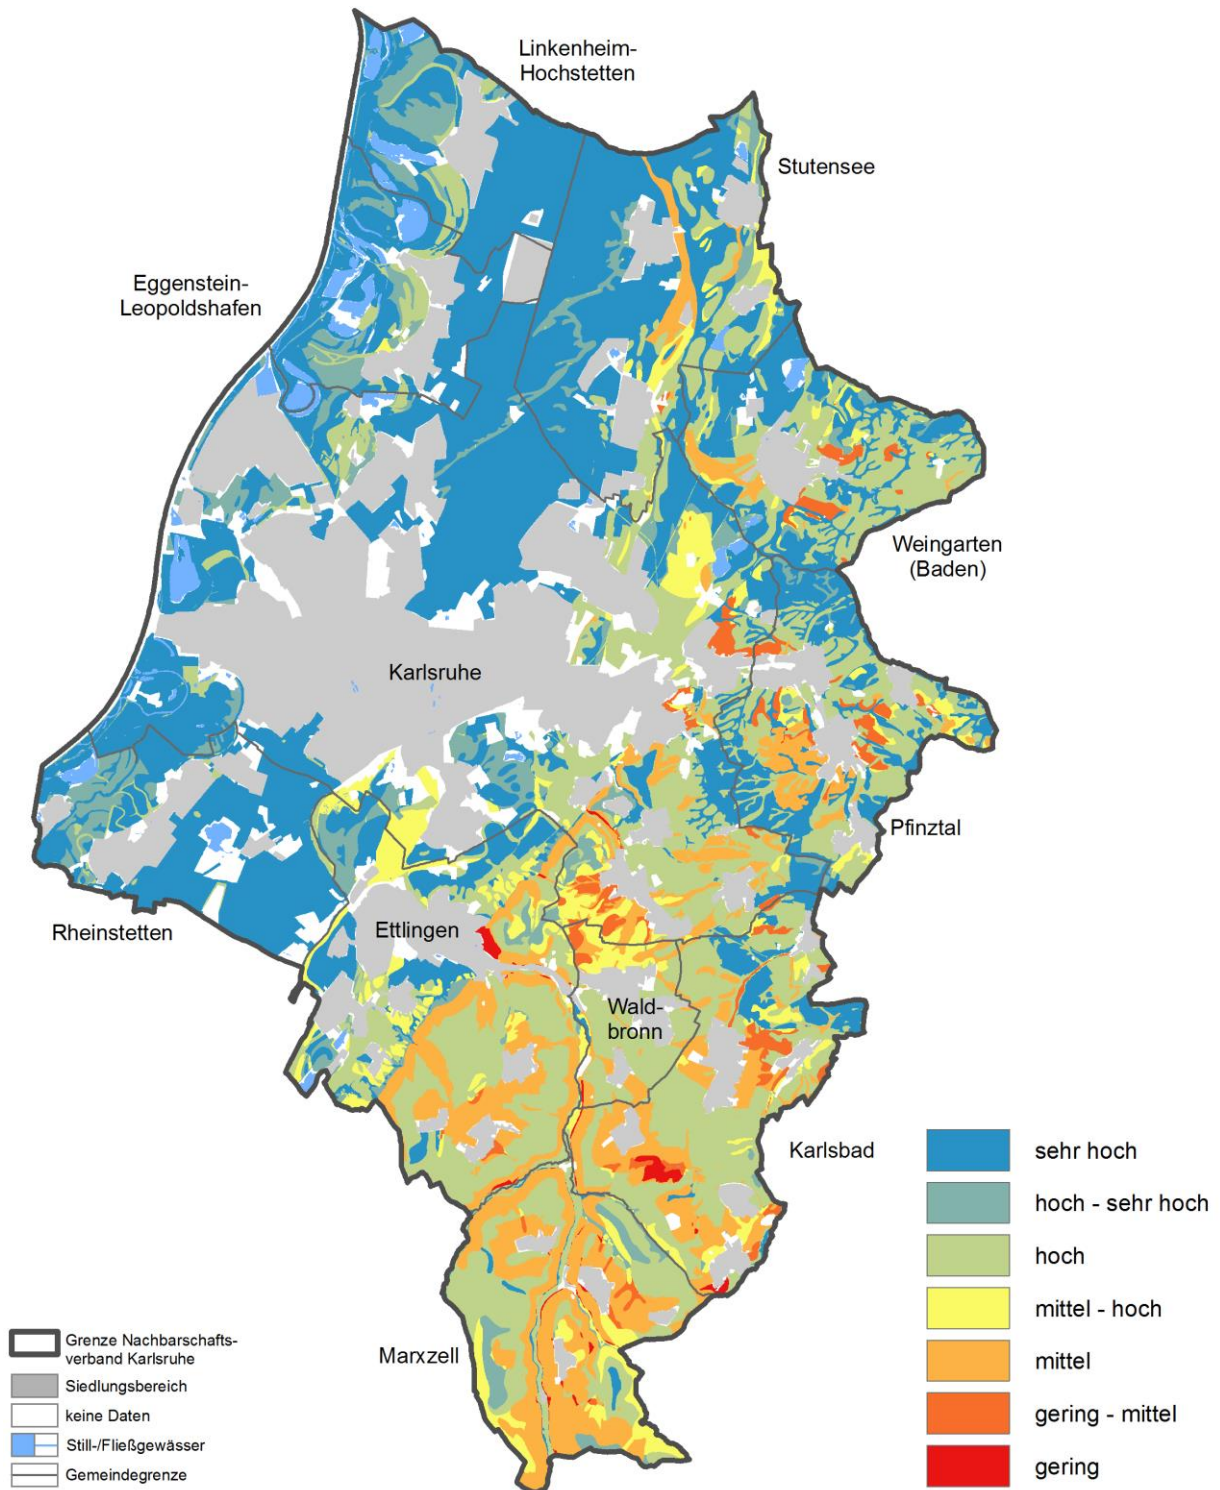 Linkenheim-
Hochstetten
Stutensee
Eggenstein-
Leopoldshafen
Weingarten
(Baden)
Karlsruhe
Pfinztal
Rheinstetten
Ettlingen
Wald-
bronn
Karlsbad
Marxzell
sehr hoch
hoch - sehr hoch
hoch
mittel - hoch
mittel
gering - mittel
gering
Grenze Nachbarschafts-
verband Karlsruhe
Siedlungsbereich
keine Daten
Still-/Fließgewässer
Gemeindegrenze